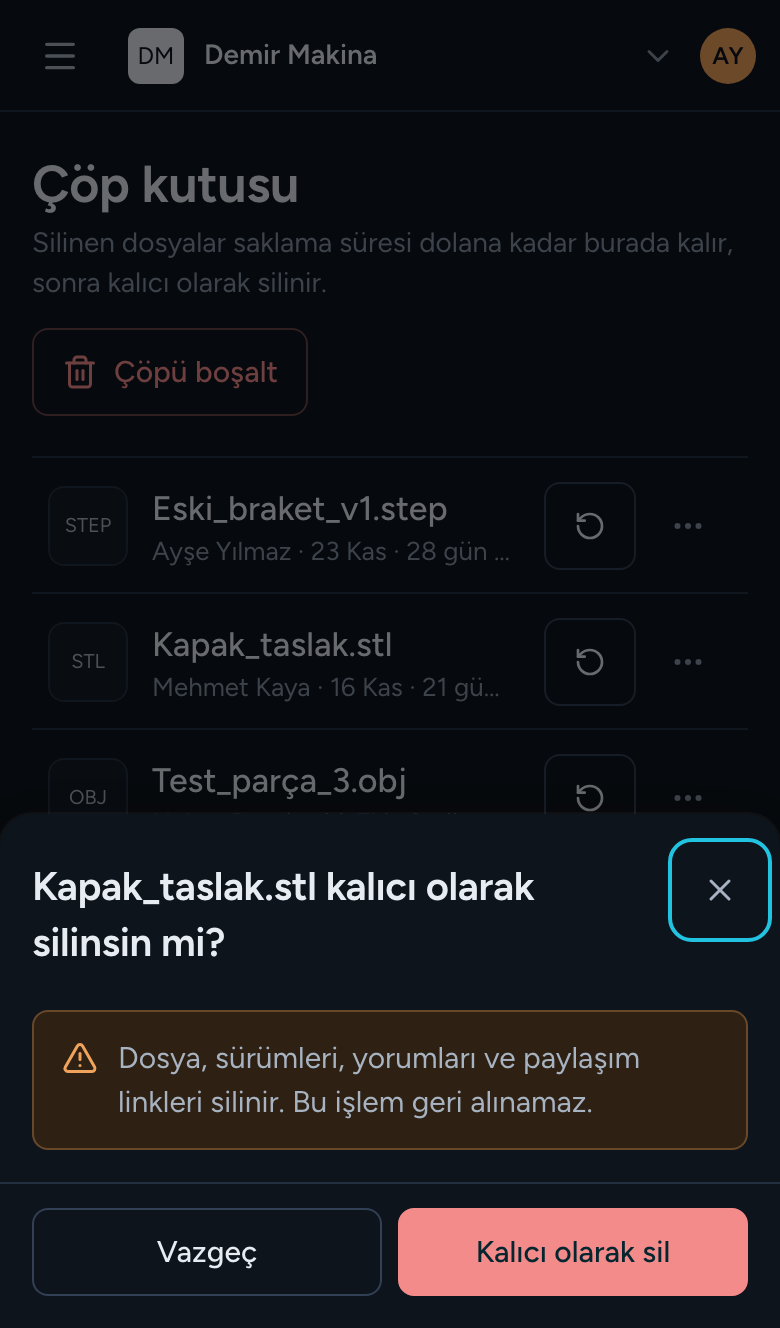 DM Demir Makina AY
Çöp kutusu
Silinen dosyalar saklama süresi dolana kadar burada kalır,
sonra kalıcı olarak silinir.
Çöpü boşalt
STEP
Eski_braket_v1.step
Ayşe Yılmaz · 23 Kas · 28 gün ...
STL
Kapak_taslak.stl
Mehmet Kaya · 16 Kas · 21 gü...
OBJ
Test_parça_3.obj
Kapak_taslak.stl kalıcı olarak
silinsin mi?
Dosya, sürümleri, yorumları ve paylaşım
linkleri silinir. Bu işlem geri alınamaz.
Vazgeç
Kalıcı olarak sil